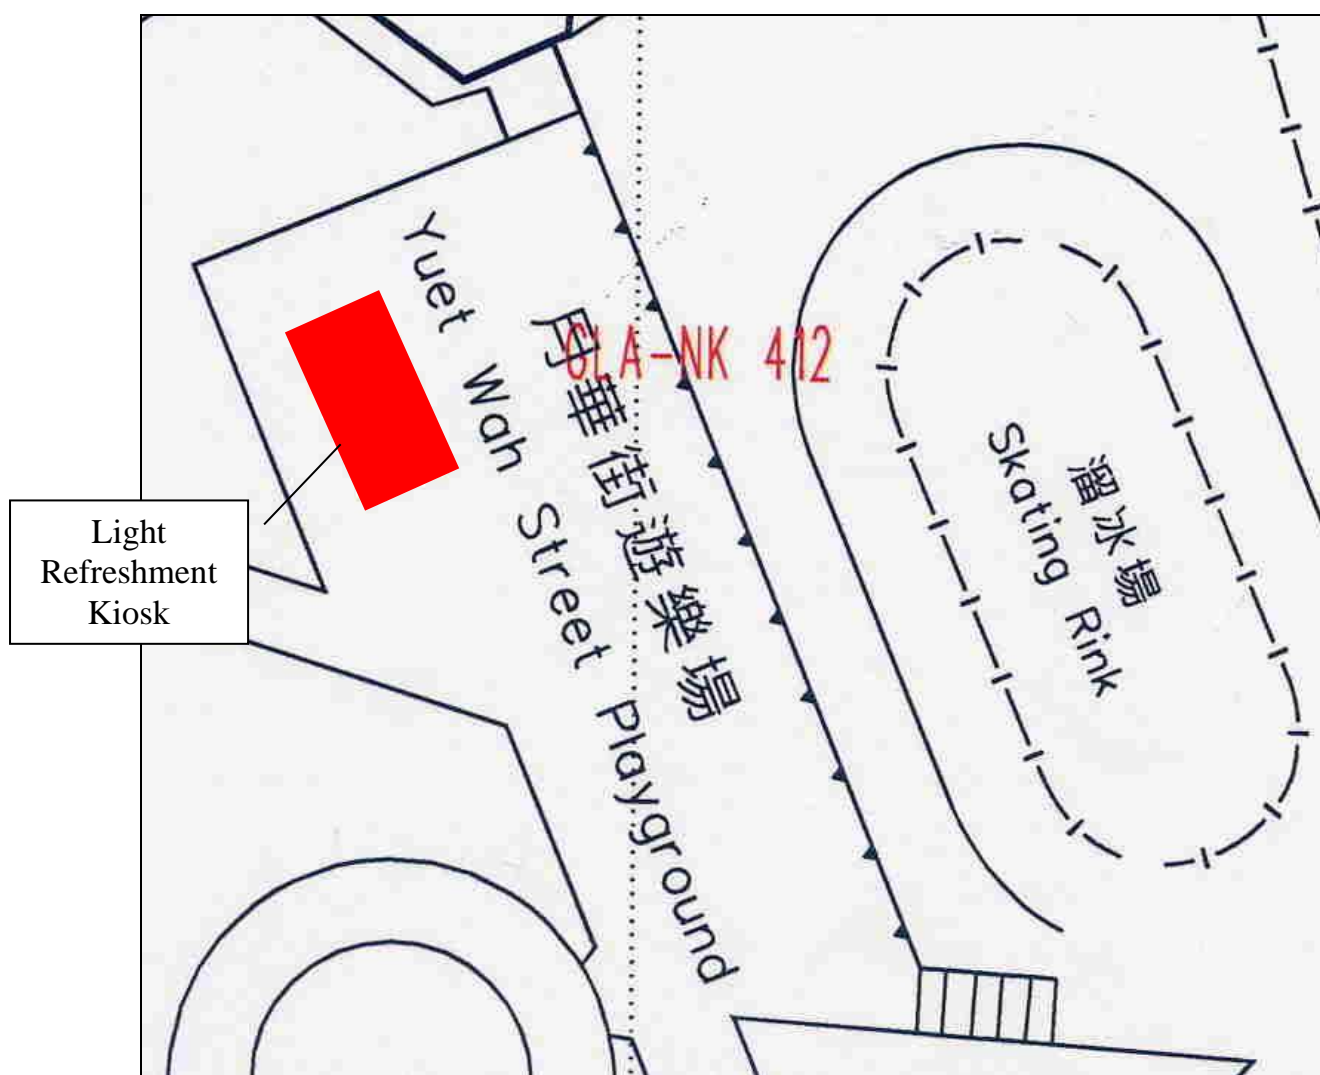 Yuet Wah Street Playground
月華街遊樂場
GLA-NK 412
溜冰場
Skating Rink
Light
Refreshment
Kiosk